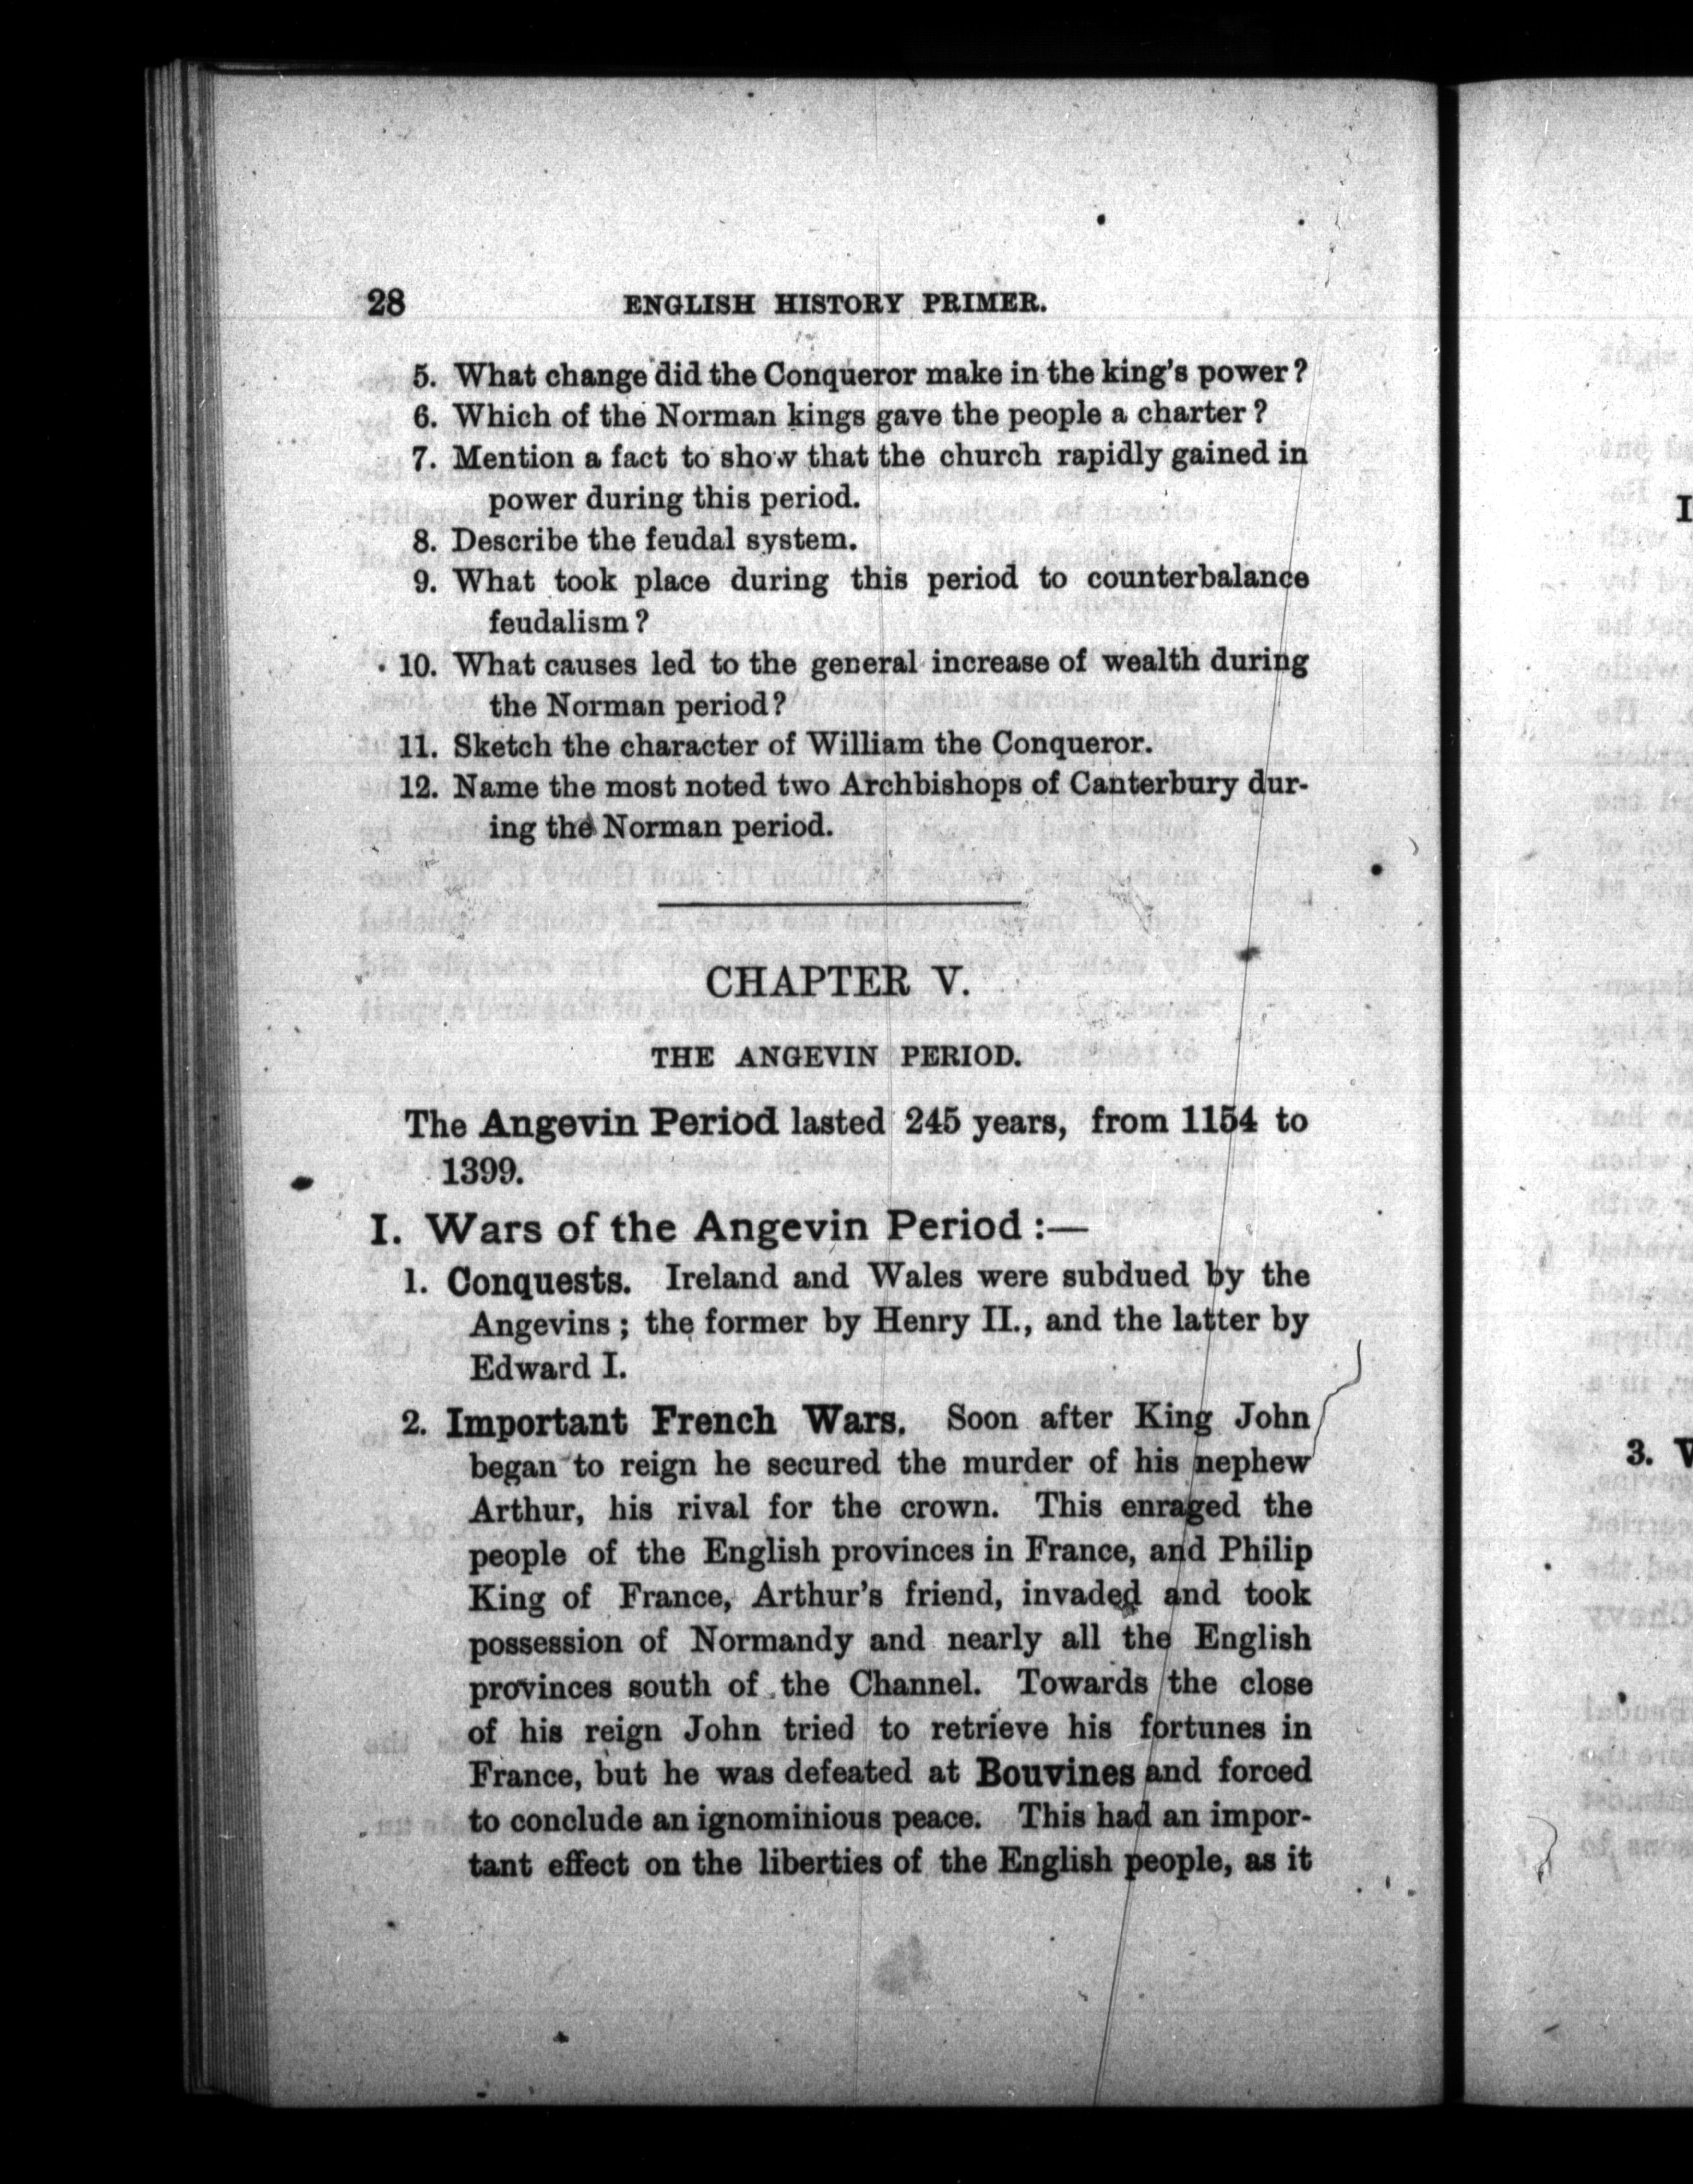 28 ENGLISH HISTORY PRIMER.
5. What change did the Conqueror make in the king's power?
6. Which of the Norman kings gave the people a charter?
7. Mention a fact to show that the church rapidly gained in
power during this period.
8. Describe the feudal system.
9. What took place during this period to counterbalance
feudalism?
10. What causes led to the general increase of wealth during
the Norman period?
11. Sketch the character of William the Conqueror.
12. Name the most noted two Archbishops of Canterbury dur-
ing the Norman period.
CHAPTER V.
THE ANGEVIN PERIOD.
The Angevin Period lasted 245 years, from 1154 to
1399.
I. Wars of the Angevin Period :—
1. Conquests. Ireland and Wales were subdued by the
Angevins; the former by Henry II., and the latter by
Edward I.
2. Important French Wars. Soon after King John
began to reign he secured the murder of his nephew
Arthur, his rival for the crown. This enraged the
people of the English provinces in France, and Philip
King of France, Arthur's friend, invaded and took
possession of Normandy and nearly all the English
provinces south of the Channel. Towards the close
of his reign John tried to retrieve his fortunes in
France, but he was defeated at Bouvines and forced
to conclude an ignominious peace. This had an impor-
tant effect on the liberties of the English people, as it
I
3.